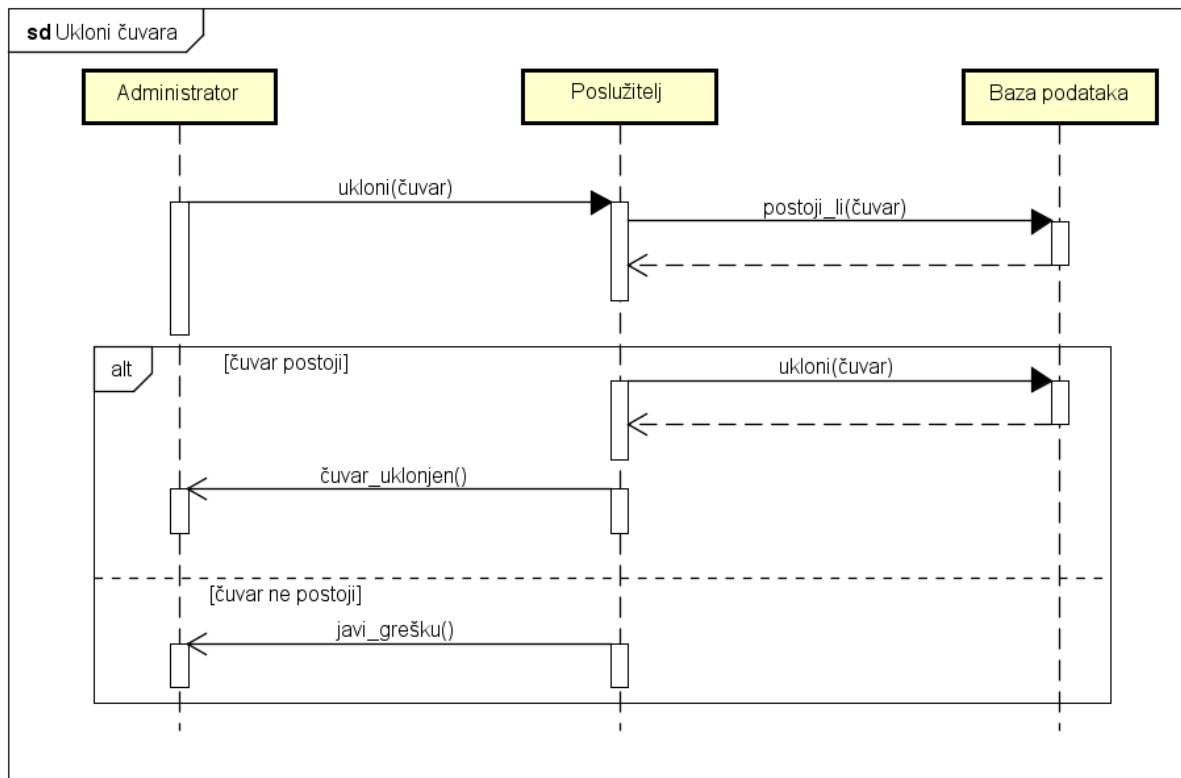 sd Ukloni čuvara
Administrator
Poslužitelj
Baza podataka
ukloni(čuvar)
postoji_li(čuvar)
alt
[čuvar postoji]
ukloni(čuvar)
čuvar_uklonjen()
[čuvar ne postoji]
javi_grešku()